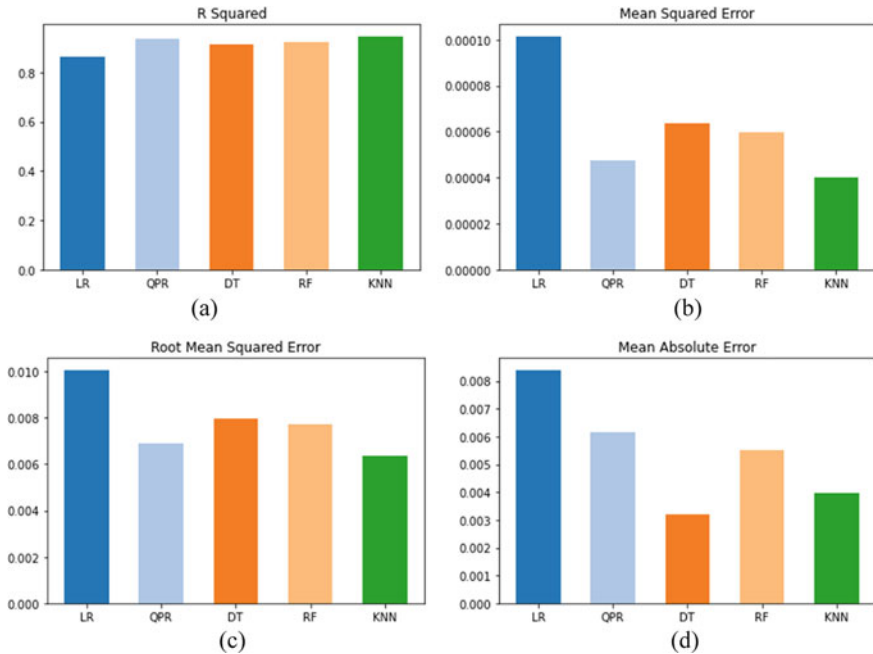 R Squared
0.8
0.6
0.4
0.2
0.0
LR QPR DT RF KNN
(a)
Mean Squared Error
0.00010
0.00008
0.00006
0.00004
0.00002
0.00000
LR QPR DT RF KNN
(b)
Root Mean Squared Error
0.010
0.008
0.006
0.004
0.002
0.000
LR QPR DT RF KNN
(c)
Mean Absolute Error
0.008
0.007
0.006
0.005
0.004
0.003
0.002
0.001
0.000
LR QPR DT RF KNN
(d)